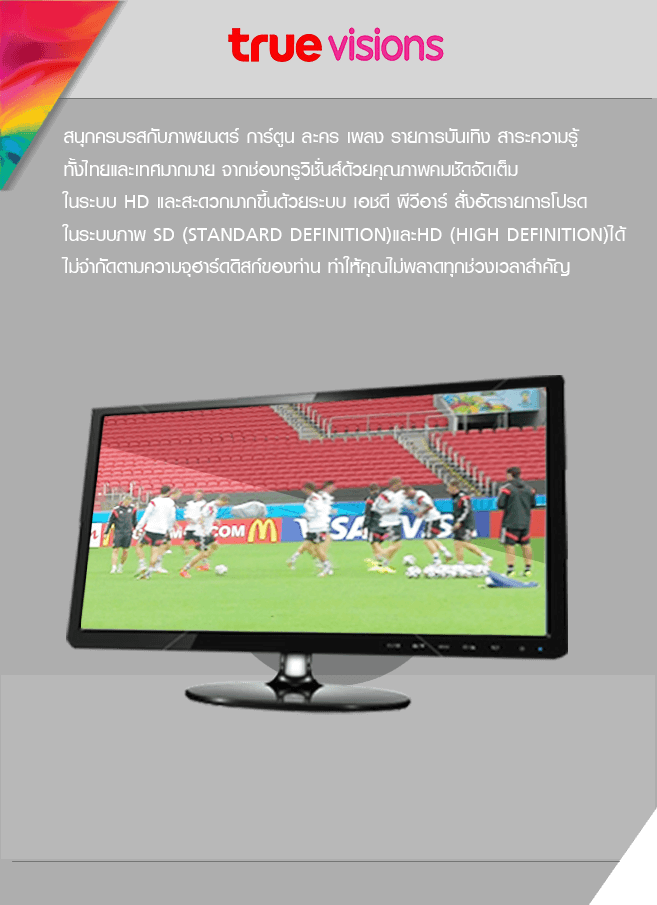 true visions
สนุกครบรสกับภาพยนตร์ การ์ตูน ละคร เพลง รายการบันเทิง สาระความรู้
ทั้งไทยและเทศมากมาย จากช่องทรูวิชั่นส์ด้วยคุณภาพคมชัดจัดเต็ม
ในระบบ HD และสะดวกมากขึ้นด้วยระบบ เอชดี พีวีอาร์ สั่งอัดรายการโปรด
ในระบบภาพ SD (STANDARD DEFINITION)และHD (HIGH DEFINITION)ได้
ไม่จำกัดตามความจุฮาร์ดดิสก์ของท่าน ทำให้คุณไม่พลาดทุกช่วงเวลาสำคัญ
.COM VISA VIS